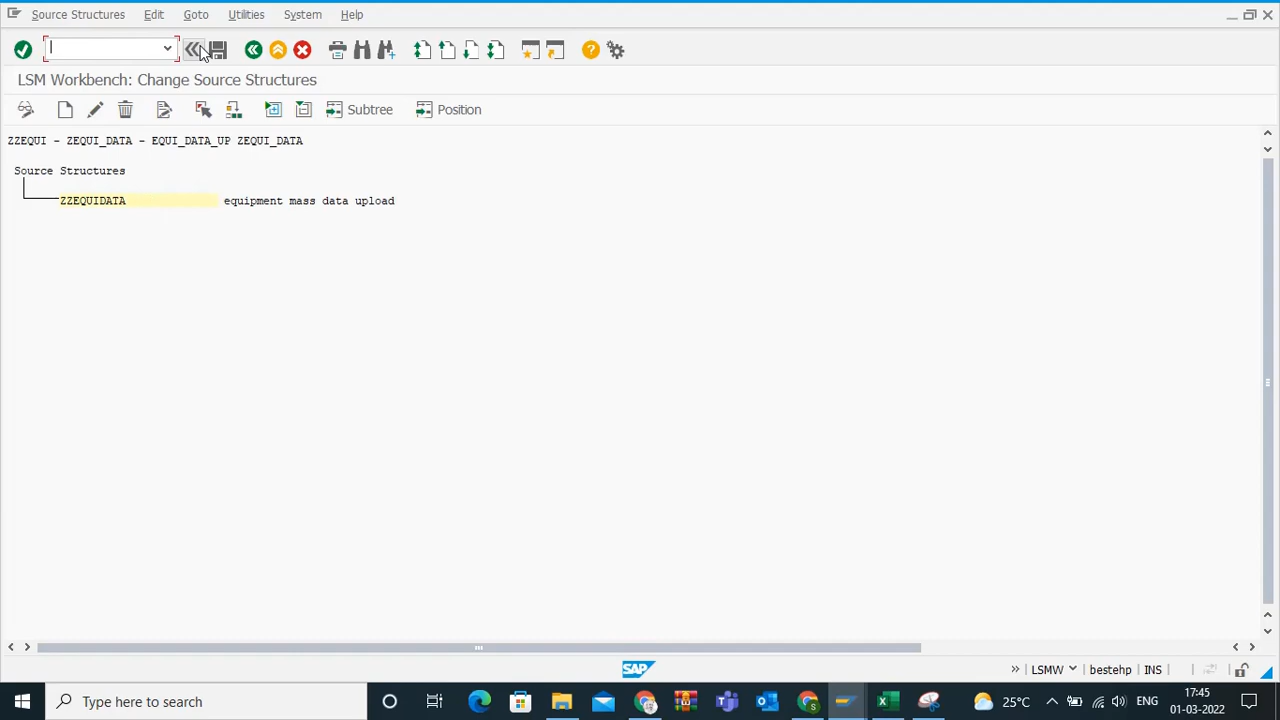 Source Structures Edit Goto Utilities System Help
LSM Workbench: Change Source Structures
Subtree Position
ZZEQUI - ZEQUI_DATA - EQUI_DATA_UP ZEQUI_DATA
Source Structures
ZZEQUIDATA equipment mass data upload
SAP
LSMW bestehp INS
Type here to search
25°C ENG
17:45
01-03-2022